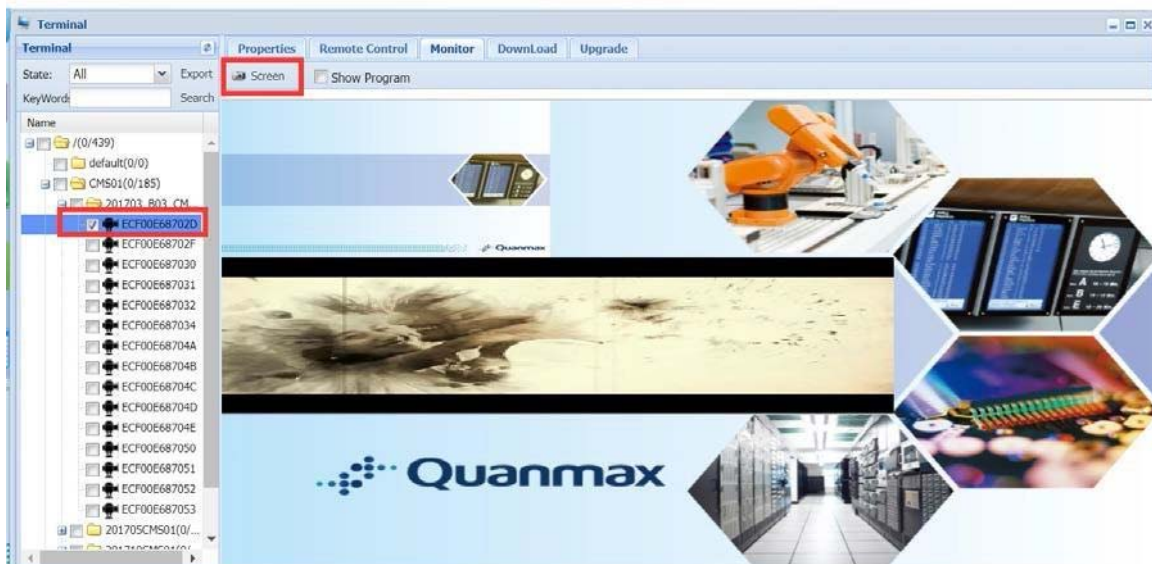 Terminal
Terminal
Properties Remote Control Monitor DownLoad Upgrade
State: All Export
Screen Show Program
KeyWord: Search
Name
/(0/439)
default(0/0)
CMS01(0/185)
201703_B03_CM
ECF00E68702D
ECF00E68702F
ECF00E687030
ECF00E687031
ECF00E687032
ECF00E687034
ECF00E68704A
ECF00E68704B
ECF00E68704C
ECF00E68704D
ECF00E68704E
ECF00E687050
ECF00E687051
ECF00E687052
ECF00E687053
201705CMS01(0/...
Quanmax
A
B
E
Quanmax